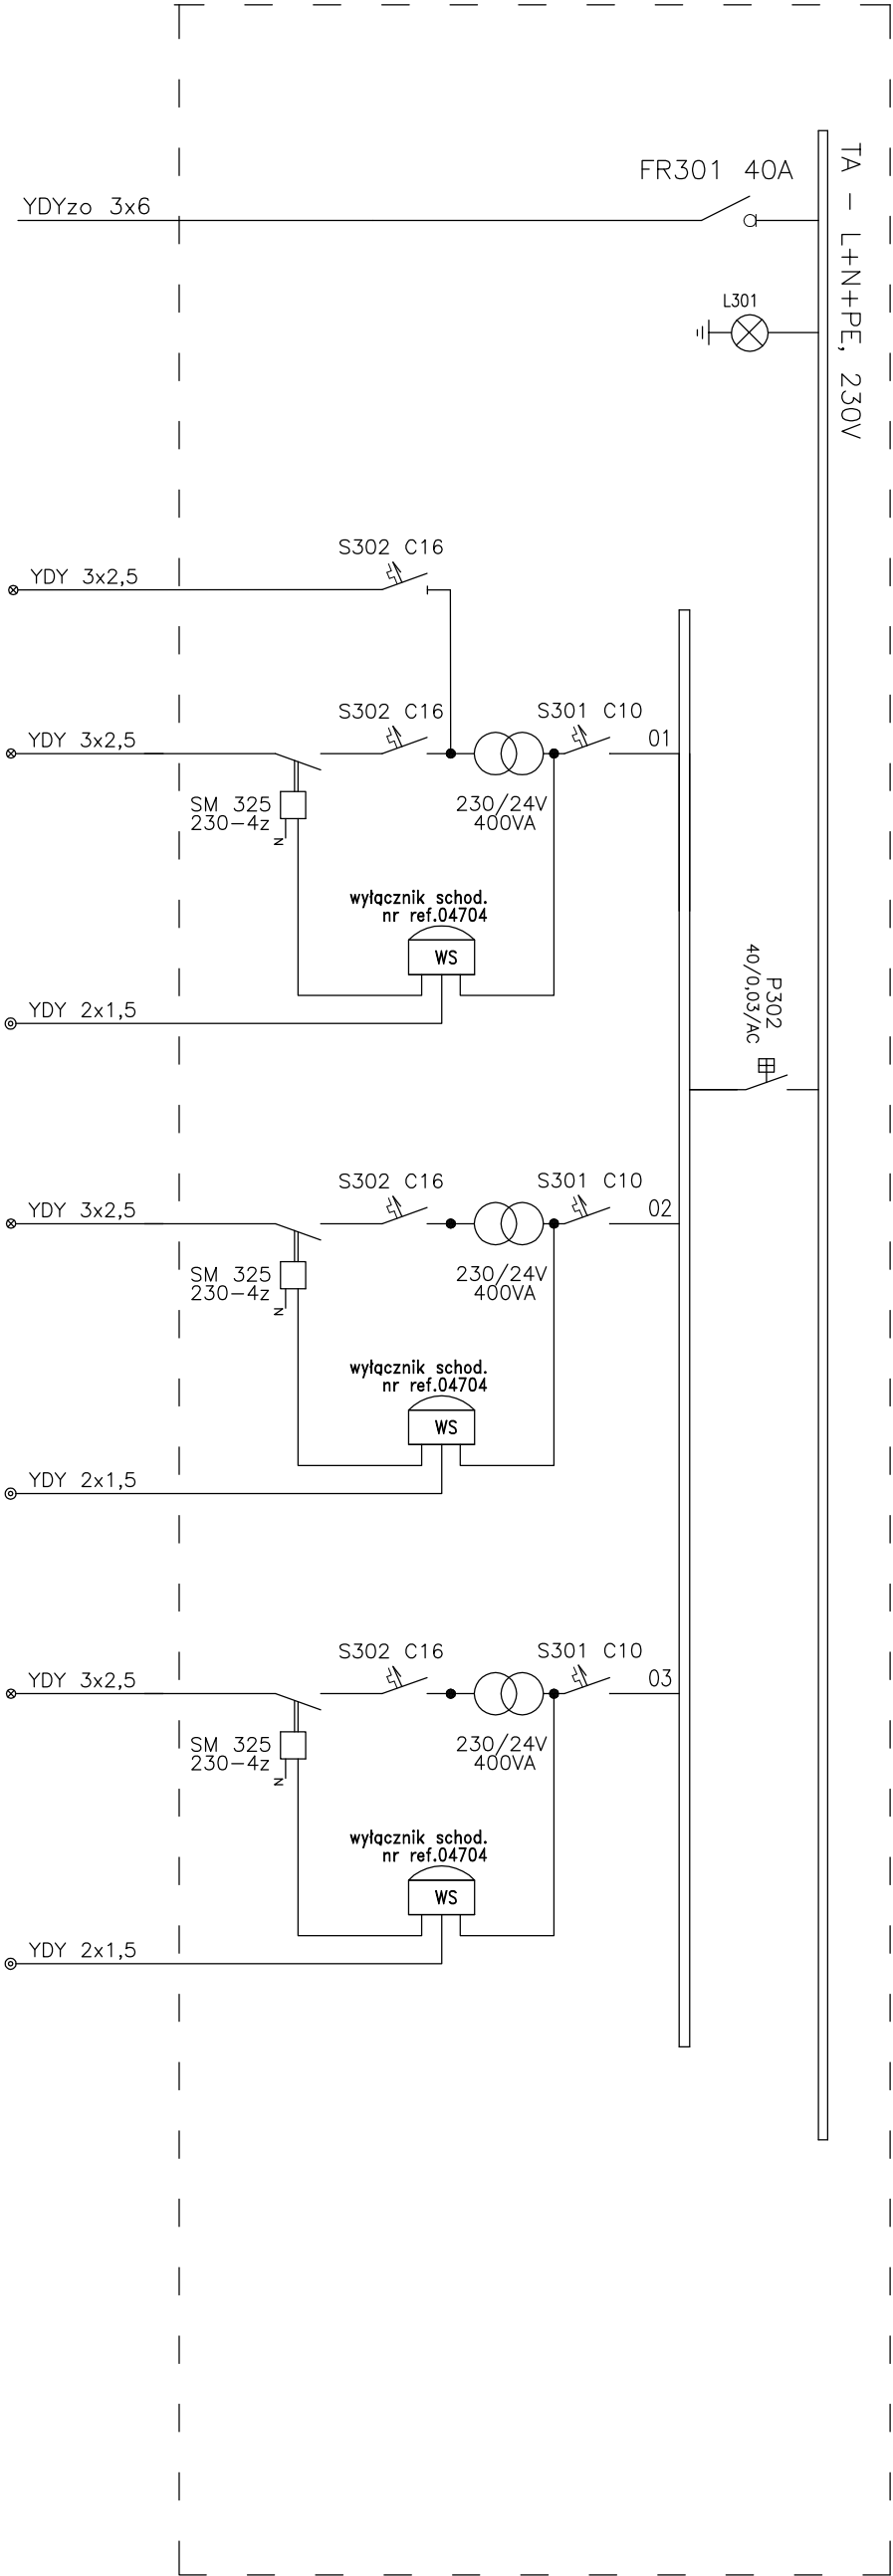 TA - L+N+PE, 230V
FR301 40A
YDYzo 3x6
L301
S302 C16
YDY 3x2,5
S302 C16
S301 C10
01
YDY 3x2,5
SM 325
230-4z
N
230/24V
400VA
wyłącznik schod.
nr ref.04704
WS
YDY 2x1,5
P302
40/0,03/AC
S302 C16
S301 C10
02
YDY 3x2,5
SM 325
230-4z
N
230/24V
400VA
wyłącznik schod.
nr ref.04704
WS
YDY 2x1,5
S302 C16
S301 C10
03
YDY 3x2,5
SM 325
230-4z
N
230/24V
400VA
wyłącznik schod.
nr ref.04704
WS
YDY 2x1,5